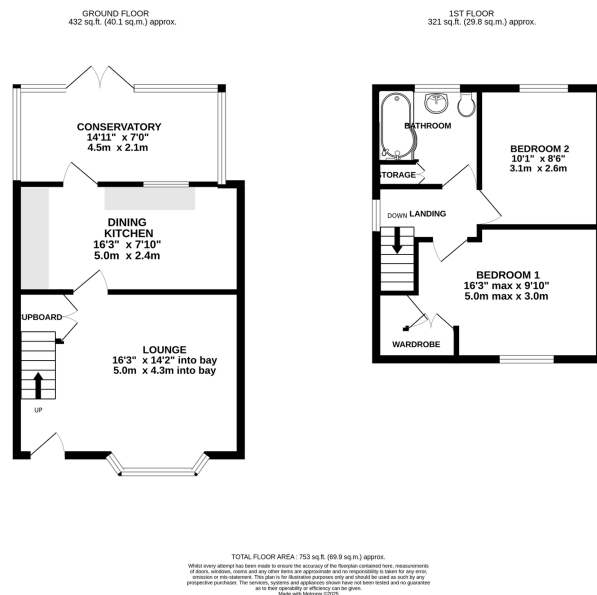 GROUND FLOOR
432 sq.ft. (40.1 sq.m.) approx.
CONSERVATORY
14'11" x 7'0"
4.5m x 2.1m
DINING
KITCHEN
16'3" x 7'10"
5.0m x 2.4m
UPBOARD
LOUNGE
16'3" x 14'2" into bay
5.0m x 4.3m into bay
UP
1ST FLOOR
321 sq.ft. (29.8 sq.m.) approx.
BATHROOM
BEDROOM 2
10'1" x 8'6"
3.1m x 2.6m
STORAGE
DOWN LANDING
BEDROOM 1
16'3" max x 9'10"
5.0m max x 3.0m
WARDROBE
TOTAL FLOOR AREA : 753 sq.ft. (69.9 sq.m.) approx.
Whilst every attempt has been made to ensure the accuracy of the floorplan contained here, measurements
of doors, windows, rooms and any other items are approximate and no responsibility is taken for any error,
omission or mis-statement. This plan is for illustrative purposes only and should be used as such by any
prospective purchaser. The services, systems and appliances shown have not been tested and no guarantee
as to their operability or efficiency can be given.
Made with Metropix ©2025